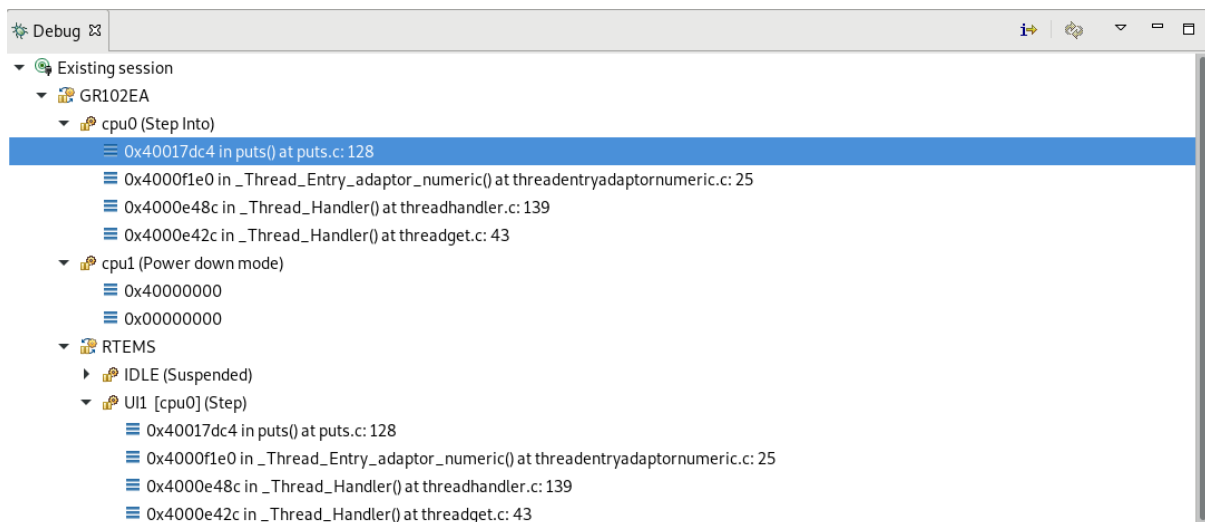 Debug
Existing session
GR102EA
cpu0 (Step Into)
0x40017dc4 in puts() at puts.c: 128
0x4000f1e0 in _Thread_Entry_adaptor_numeric() at threadentryadaptornumeric.c: 25
0x4000e48c in _Thread_Handler() at threadhandler.c: 139
0x4000e42c in _Thread_Handler() at threadget.c: 43
cpu1 (Power down mode)
0x40000000
0x00000000
RTEMS
IDLE (Suspended)
UI1 [cpu0] (Step)
0x40017dc4 in puts() at puts.c: 128
0x4000f1e0 in _Thread_Entry_adaptor_numeric() at threadentryadaptornumeric.c: 25
0x4000e48c in _Thread_Handler() at threadhandler.c: 139
0x4000e42c in _Thread_Handler() at threadget.c: 43